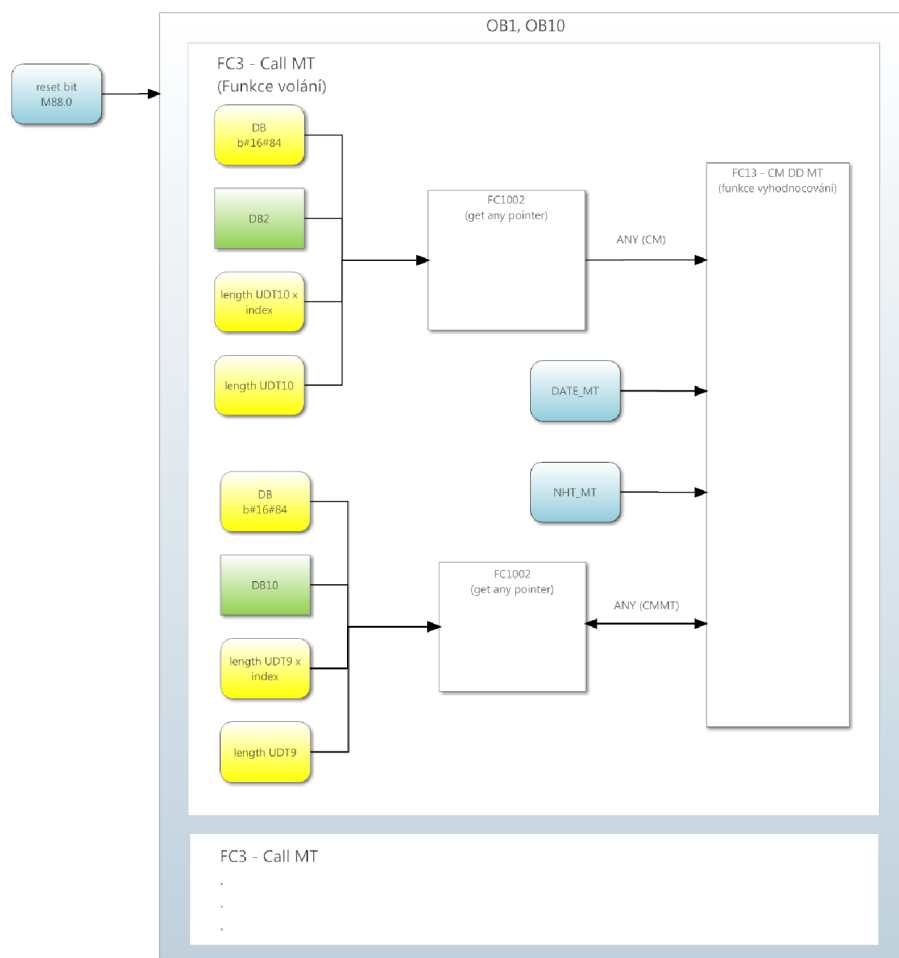 OB1, OB10
reset bit
M88.0
FC3 - Call MT
(Funkce volání)
DB
b#16#84
DB2
length UDT10 x
index
length UDT10
FC1002
(get any pointer)
ANY (CM)
FC13 - CM DD MT
(funkce vyhodnocování)
DATE_MT
NHT_MT
DB
b#16#84
DB10
length UDT9 x
index
length UDT9
FC1002
(get any pointer)
ANY (CMMT)
FC3 - Call MT
.
.
.